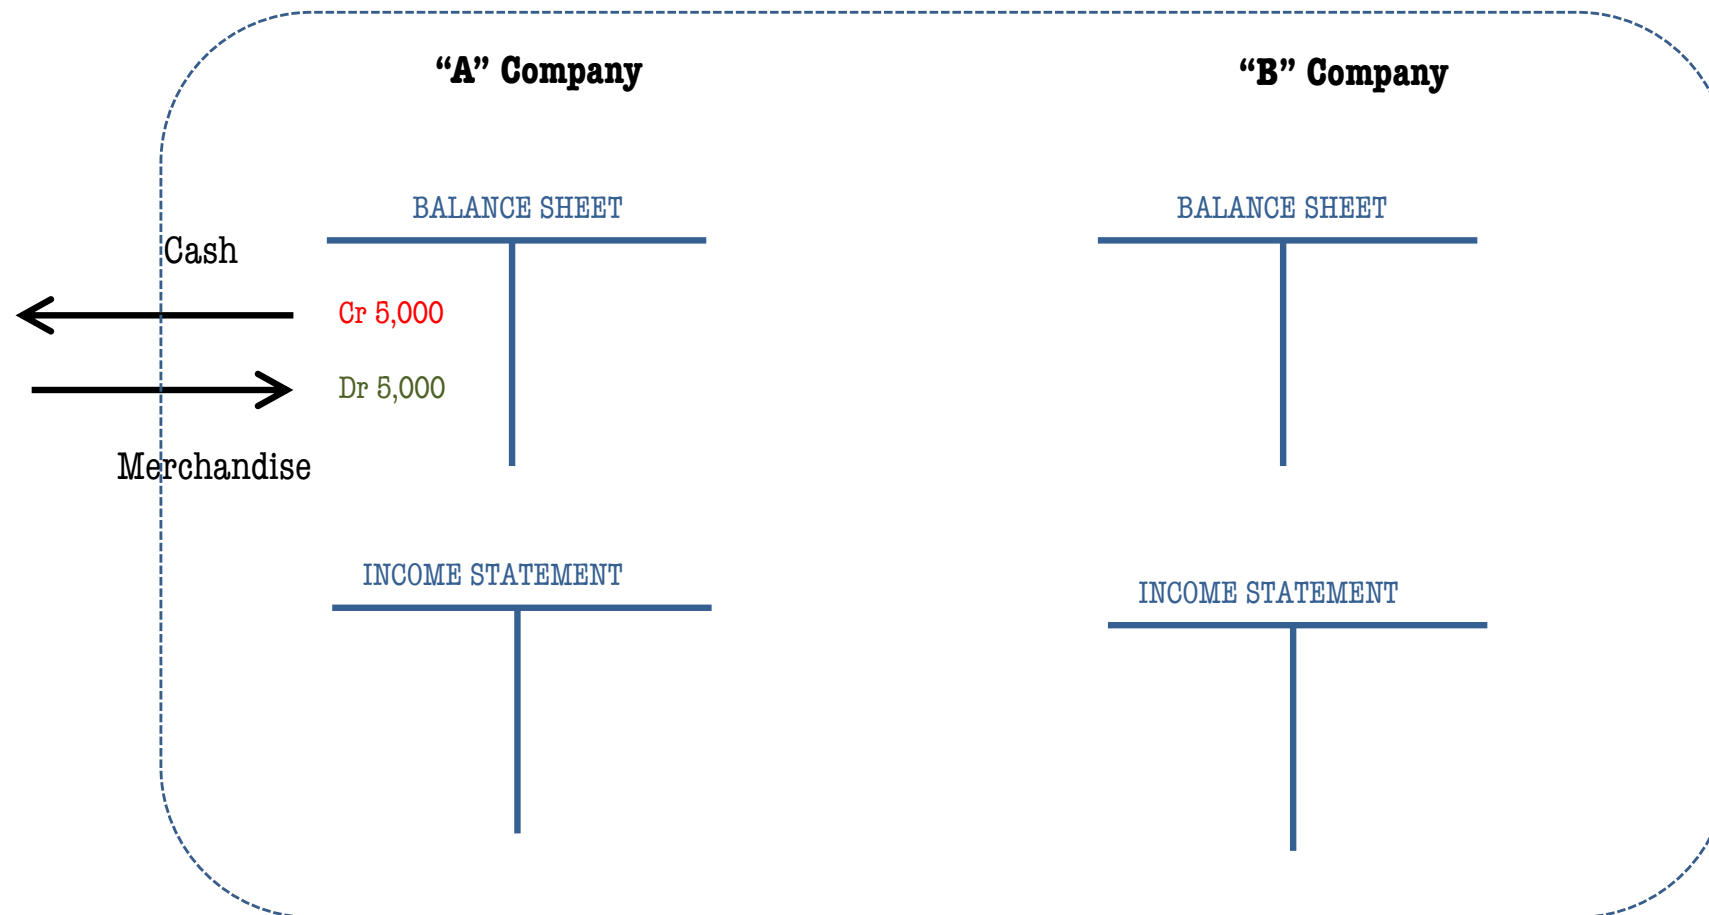 “A” Company
“B” Company
BALANCE SHEET
BALANCE SHEET
Cash
Cr 5,000
Dr 5,000
Merchandise
INCOME STATEMENT
INCOME STATEMENT